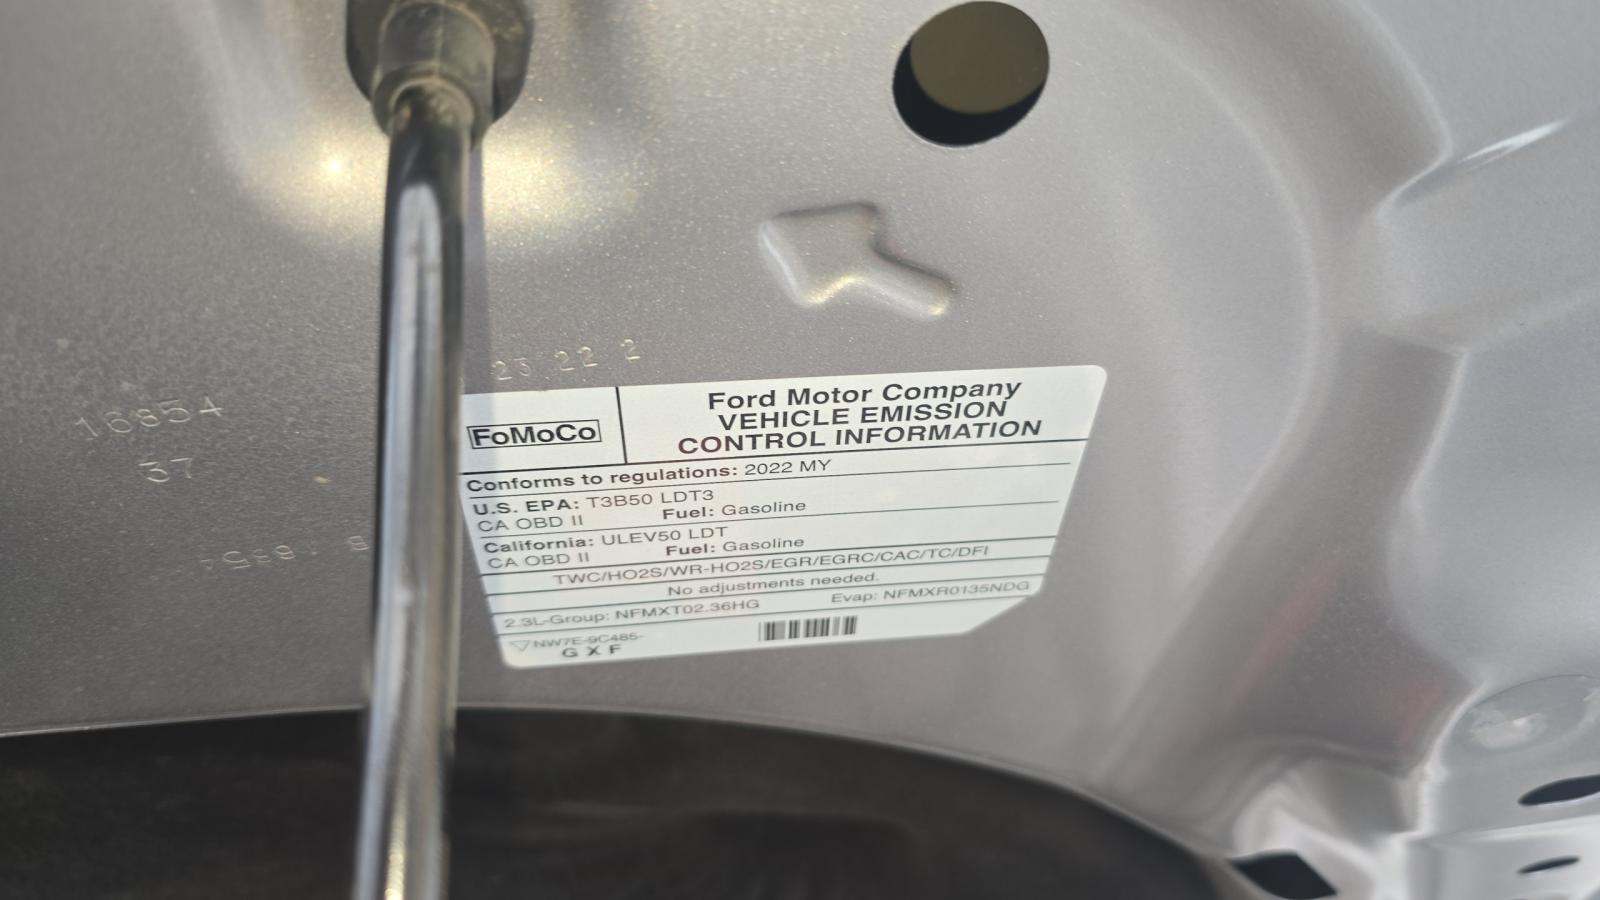 23 22 2
16854
37
FoMoCo
Ford Motor Company
VEHICLE EMISSION
CONTROL INFORMATION
Conforms to regulations: 2022 MY
U.S. EPA: T3B50 LDT3
CA OBD II Fuel: Gasoline
California: ULEV50 LDT
CA OBD II Fuel: Gasoline
TWC/HO2S/WR-HO2S/EGR/EGRC/CAC/TC/DFI
No adjustments needed.
2.3L-Group: NFMXT02.36HG Evap: NFMXR0135NDG
NW7E-9C485-
G X F